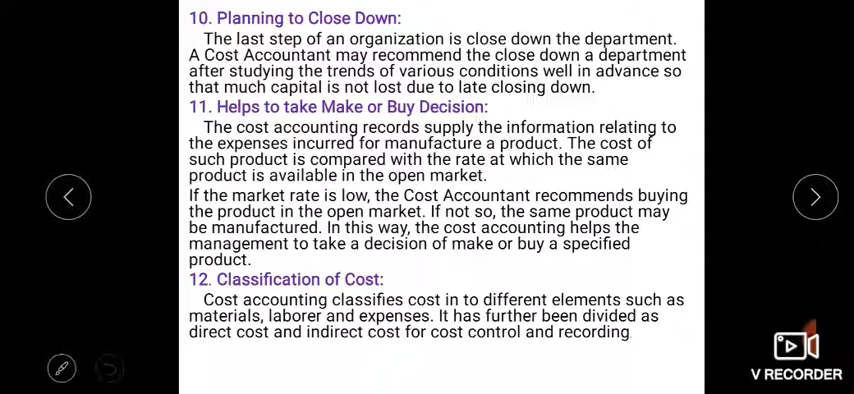 10. Planning to Close Down:
The last step of an organization is close down the department.
A Cost Accountant may recommend the close down a department
after studying the trends of various conditions well in advance so
that much capital is not lost due to late closing down.
11. Helps to take Make or Buy Decision:
The cost accounting records supply the information relating to
the expenses incurred for manufacture a product. The cost of
such product is compared with the rate at which the same
product is available in the open market.
If the market rate is low, the Cost Accountant recommends buying
the product in the open market. If not so, the same product may
be manufactured. In this way, the cost accounting helps the
management to take a decision of make or buy a specified
product.
12. Classification of Cost:
Cost accounting classifies cost in to different elements such as
materials, laborer and expenses. It has further been divided as
direct cost and indirect cost for cost control and recording
V RECORDER